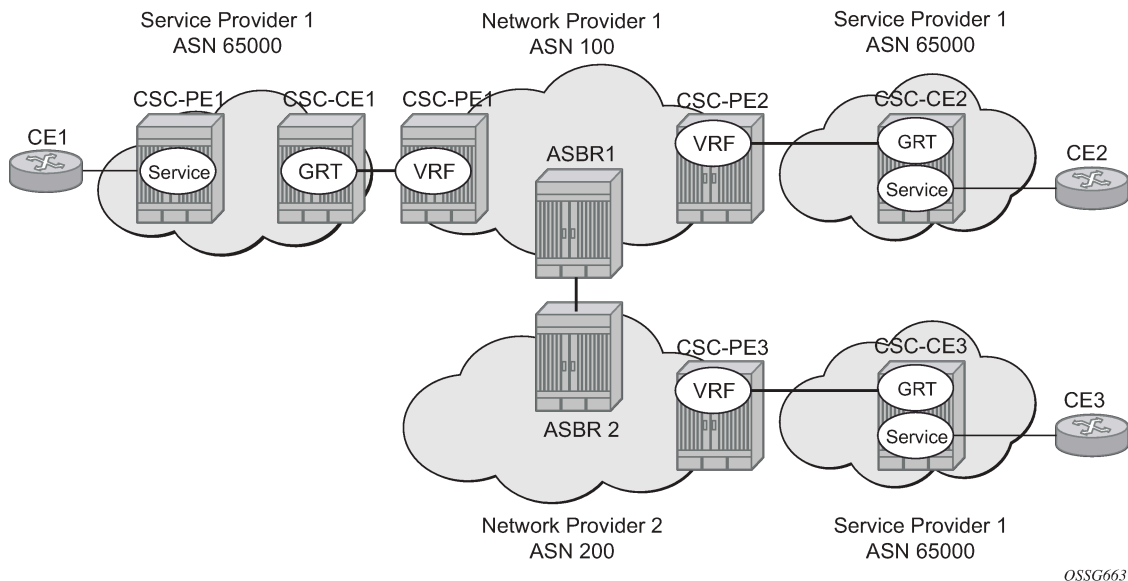 Service Provider 1
ASN 65000
Network Provider 1
ASN 100
Service Provider 1
ASN 65000
CSC-PE1
CSC-CE1
CSC-PE1
CSC-PE2
CSC-CE2
CE1
Service
GRT
VRF
ASBR1
VRF
GRT
Service
CE2
ASBR 2
CSC-PE3
CSC-CE3
VRF
GRT
Service
CE3
Network Provider 2
ASN 200
Service Provider 1
ASN 65000
OSSG663